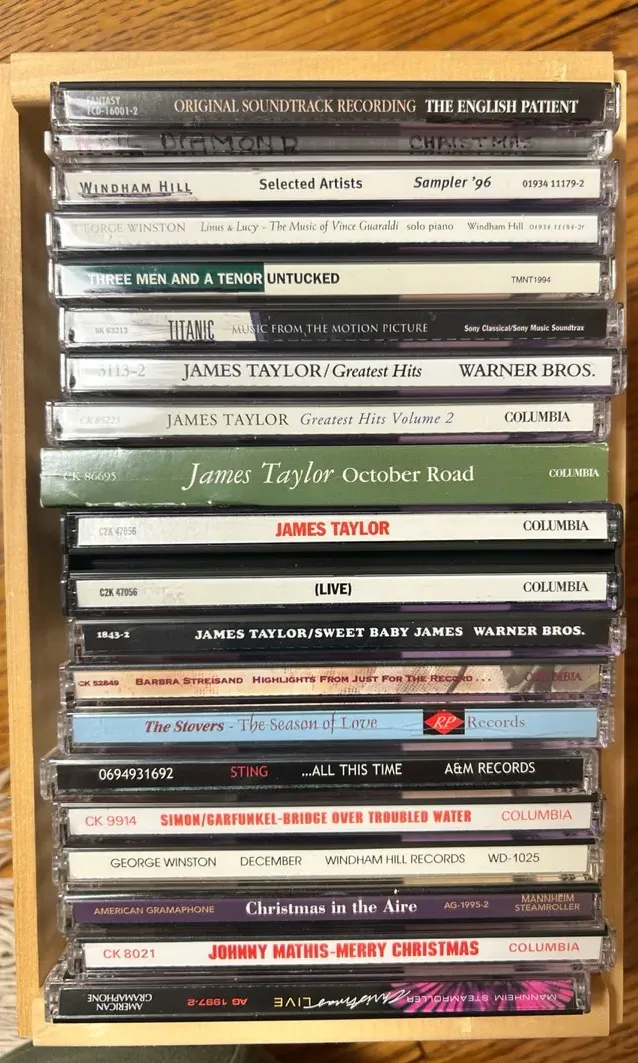 FANTASY
FCD-16001-2 ORIGINAL SOUNDTRACK RECORDING THE ENGLISH PATIENT
NEIL DIAMOND CHRISTMAS
WINDHAM HILL Selected Artists Sampler '96 01934 11179-2
GEORGE WINSTON Linus & Lucy - The Music of Vince Guaraldi solo piano Windham Hill 01934 11184-2
THREE MEN AND A TENOR UNTUCKED TMNT1994
SK 63213 TITANIC MUSIC FROM THE MOTION PICTURE Sony Classical/Sony Music Soundtrax
3113-2 JAMES TAYLOR/Greatest Hits WARNER BROS.
CK 85223 JAMES TAYLOR Greatest Hits Volume 2 COLUMBIA
CK 86695 James Taylor October Road COLUMBIA
C2K 47056 JAMES TAYLOR COLUMBIA
C2K 47056 (LIVE) COLUMBIA
1843-2 JAMES TAYLOR/SWEET BABY JAMES WARNER BROS.
CK 52849 BARBRA STREISAND HIGHLIGHTS FROM JUST FOR THE RECORD... COLUMBIA
The Stovers - The Season of Love RP Records
0694931692 STING ...ALL THIS TIME A&M RECORDS
CK 9914 SIMON/GARFUNKEL-BRIDGE OVER TROUBLED WATER COLUMBIA
GEORGE WINSTON DECEMBER WINDHAM HILL RECORDS WD-1025
AMERICAN GRAMAPHONE Christmas in the Aire AG-1995-2 MANNHEIM
STEAMROLLER
CK 8021 JOHNNY MATHIS-MERRY CHRISTMAS COLUMBIA
MANNHEIM STEAMROLLER Christmas LIVE AG 1997-2 AMERICAN
GRAMAPHONE